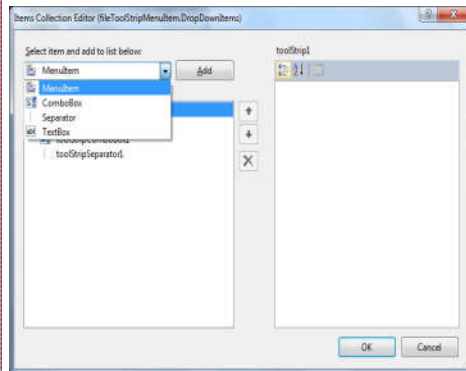 Items Collection Editor (fileToolStripMenuItem.DropDownItems)
Select item and add to list below:
MenuItem
Add
MenuItem
ComboBox
Separator
TextBox
toolStripSeparator1
toolStrip1
OK
Cancel